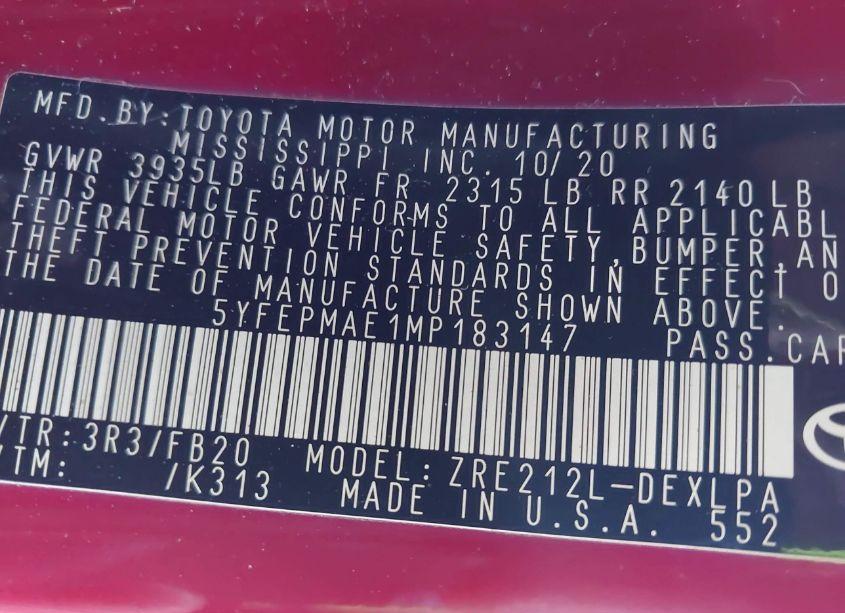 MFD. BY: TOYOTA MOTOR MANUFACTURING
MISSISSIPPI INC. 10/20
GVWR 3935LB GAWR FR 2315 LB RR 2140 LB
THIS VEHICLE CONFORMS TO ALL APPLICABL
FEDERAL MOTOR VEHICLE SAFETY, BUMPER, AN
THEFT PREVENTION STANDARDS IN EFFECT O
THE DATE OF MANUFACTURE SHOWN ABOVE.
5YFEPMAE1MP183147 PASS. CAR
/TR: 3R3/FB20 MODEL: ZRE212L-DEXLPA
/TM: /K313 MADE IN U.S.A. 552